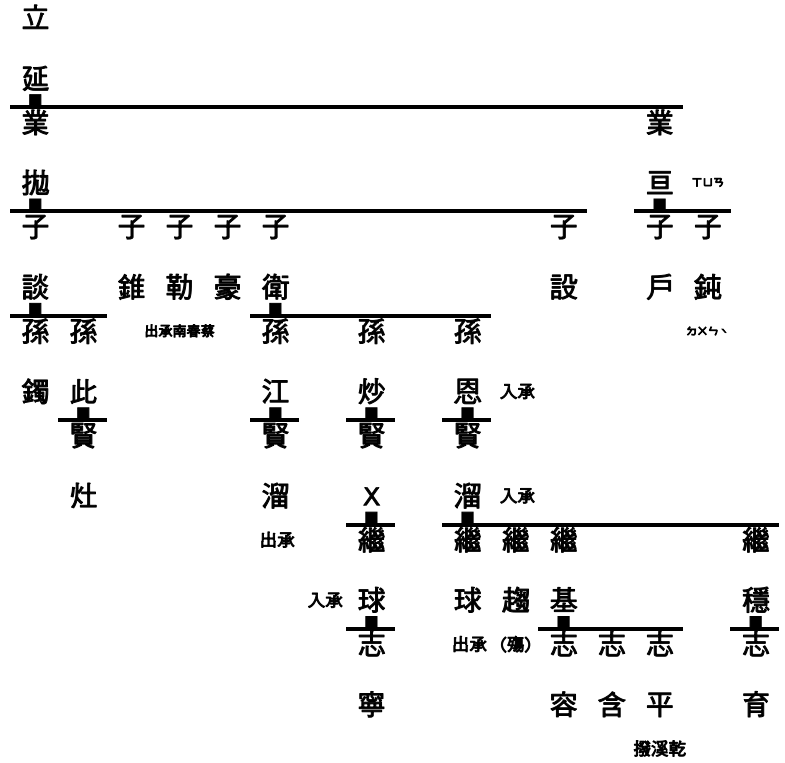 立
延
業 業
拋 亘 ㄒㄩㄢ
子 子 子 子 子 子 子 子
談 錐 勒 豪 衛 設 戶 鈍
孫 孫 出承南春蔡 孫 孫 孫 ㄉㄨㄣˋ
鐲 此 江 炒 恩 入承
賢 賢 賢 賢
灶 溜 X 溜 入承
出承 繼 繼 繼 繼 繼
入承 球 球 趨 基 穩
志 出承 (殤) 志 志 志 志
寧 容 含 平 育
撥溪乾